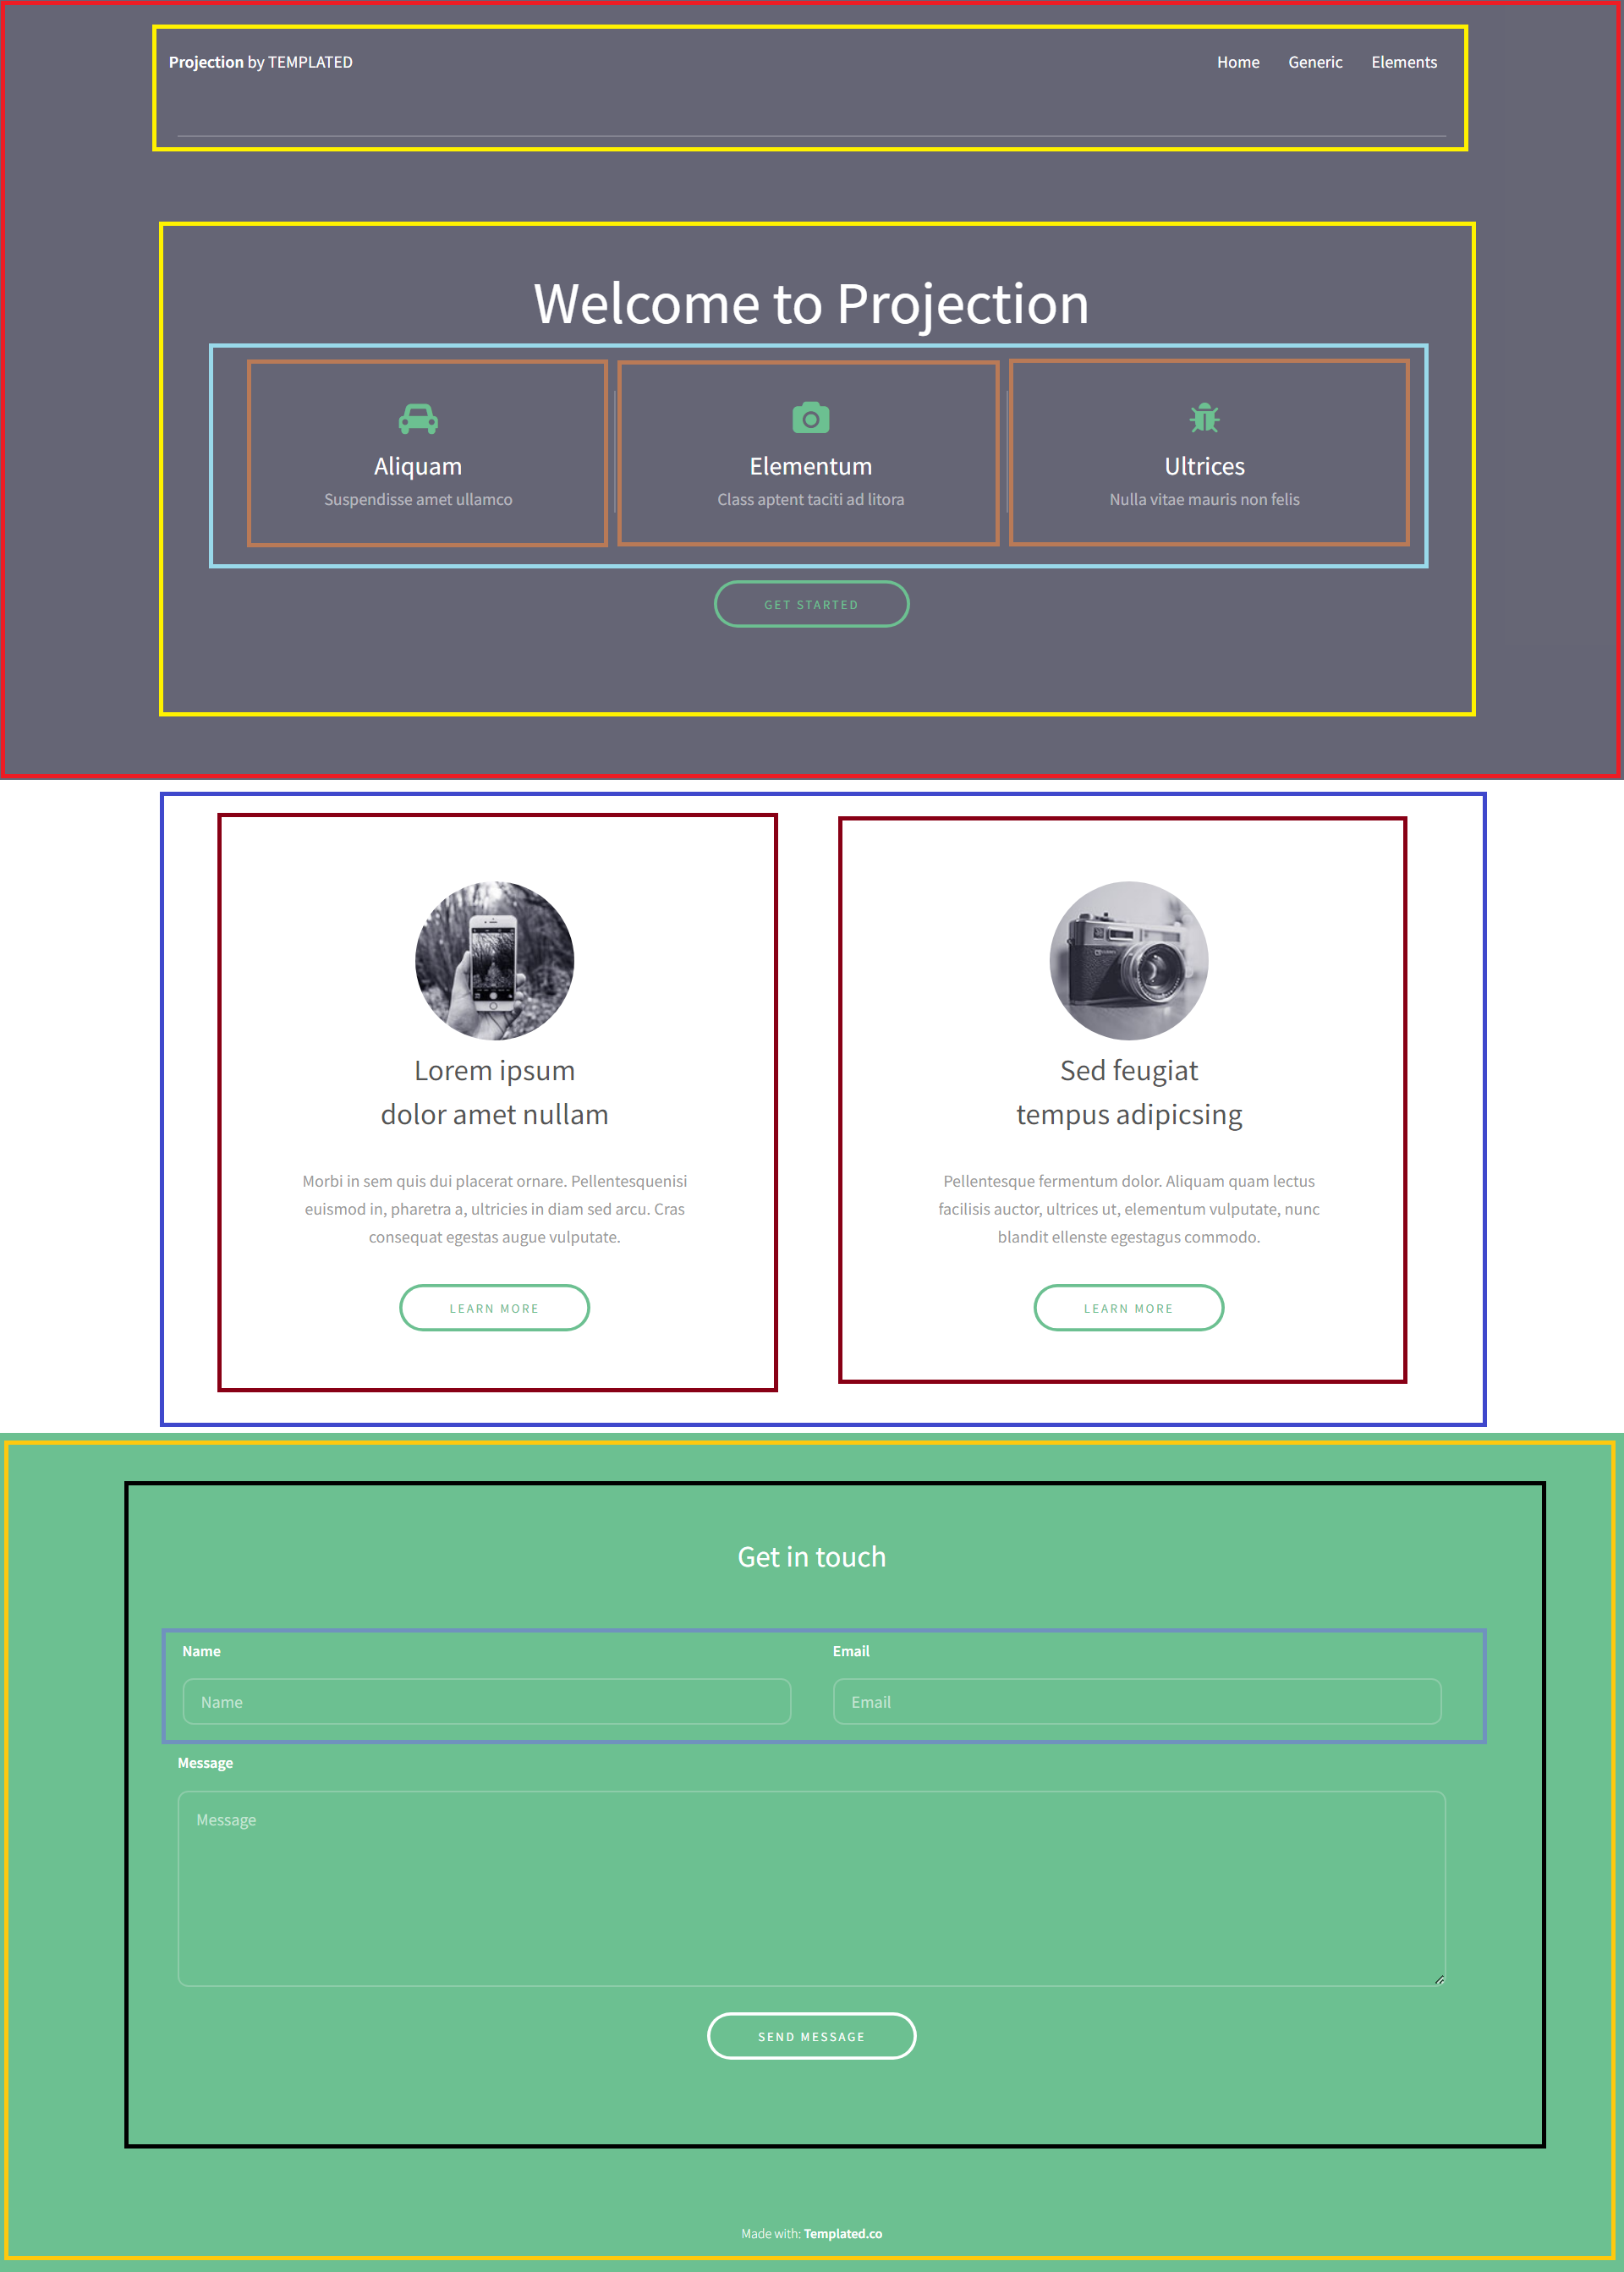 Projection by TEMPLATED
Home Generic Elements
Welcome to Projection
Aliquam
Suspendisse amet ullamco
Elementum
Class aptent taciti ad litora
Ultrices
Nulla vitae mauris non felis
GET STARTED
Lorem ipsum
dolor amet nullam
Morbi in sem quis dui placerat ornare. Pellentesquenisi
euismod in, pharetra a, ultricies in diam sed arcu. Cras
consequat egestas augue vulputate.
LEARN MORE
Sed feugiat
tempus adipicsing
Pellentesque fermentum dolor. Aliquam quam lectus
facilisis auctor, ultrices ut, elementum vulputate, nunc
blandit ellenste egestagus commodo.
LEARN MORE
Get in touch
Name
Name
Email
Email
Message
Message
SEND MESSAGE
Made with: Templated.co